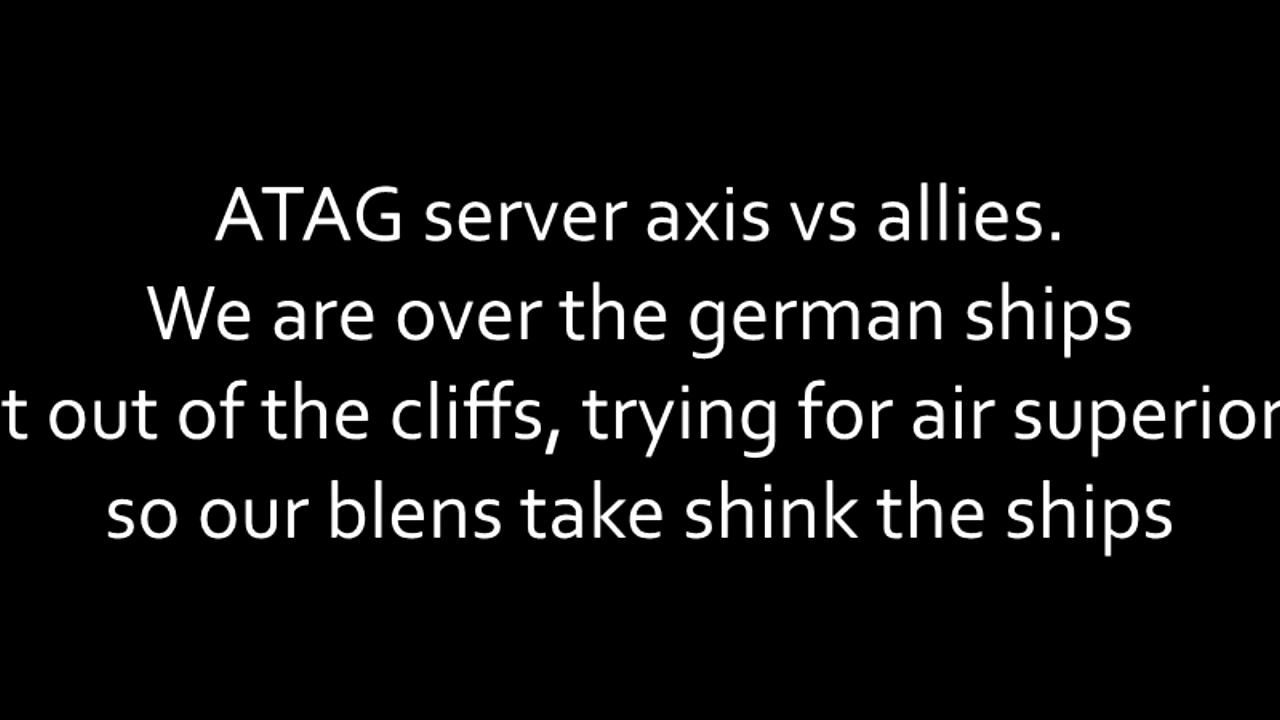 ATAG server axis vs allies.
We are over the german ships
t out of the cliffs, trying for air superior
so our blens take shink the ships